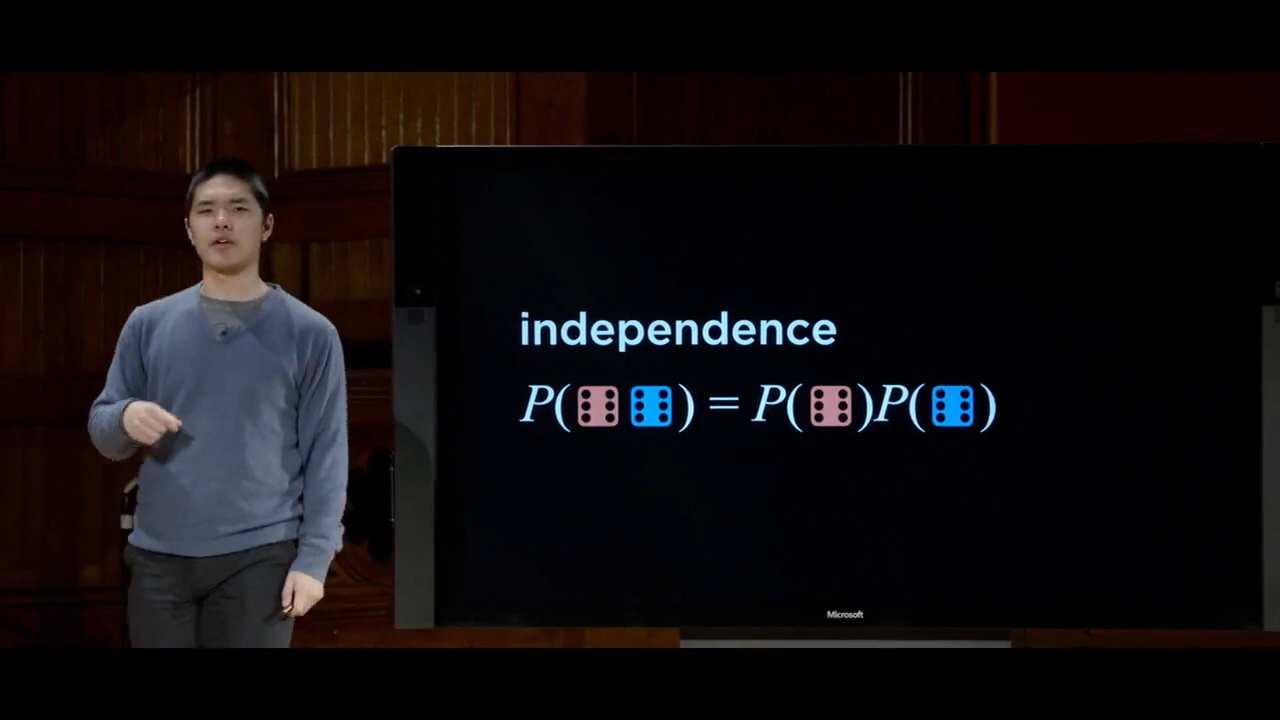 independence
P(⚅ ⚅) = P(⚅)P(⚅)
Microsoft